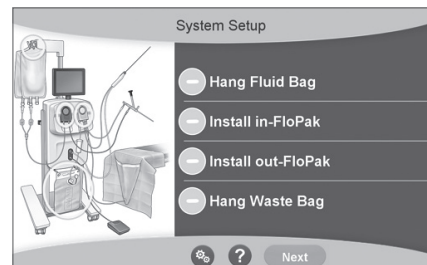 System Setup
Hang Fluid Bag
Install in-FloPak
Install out-FloPak
Hang Waste Bag
?
Next